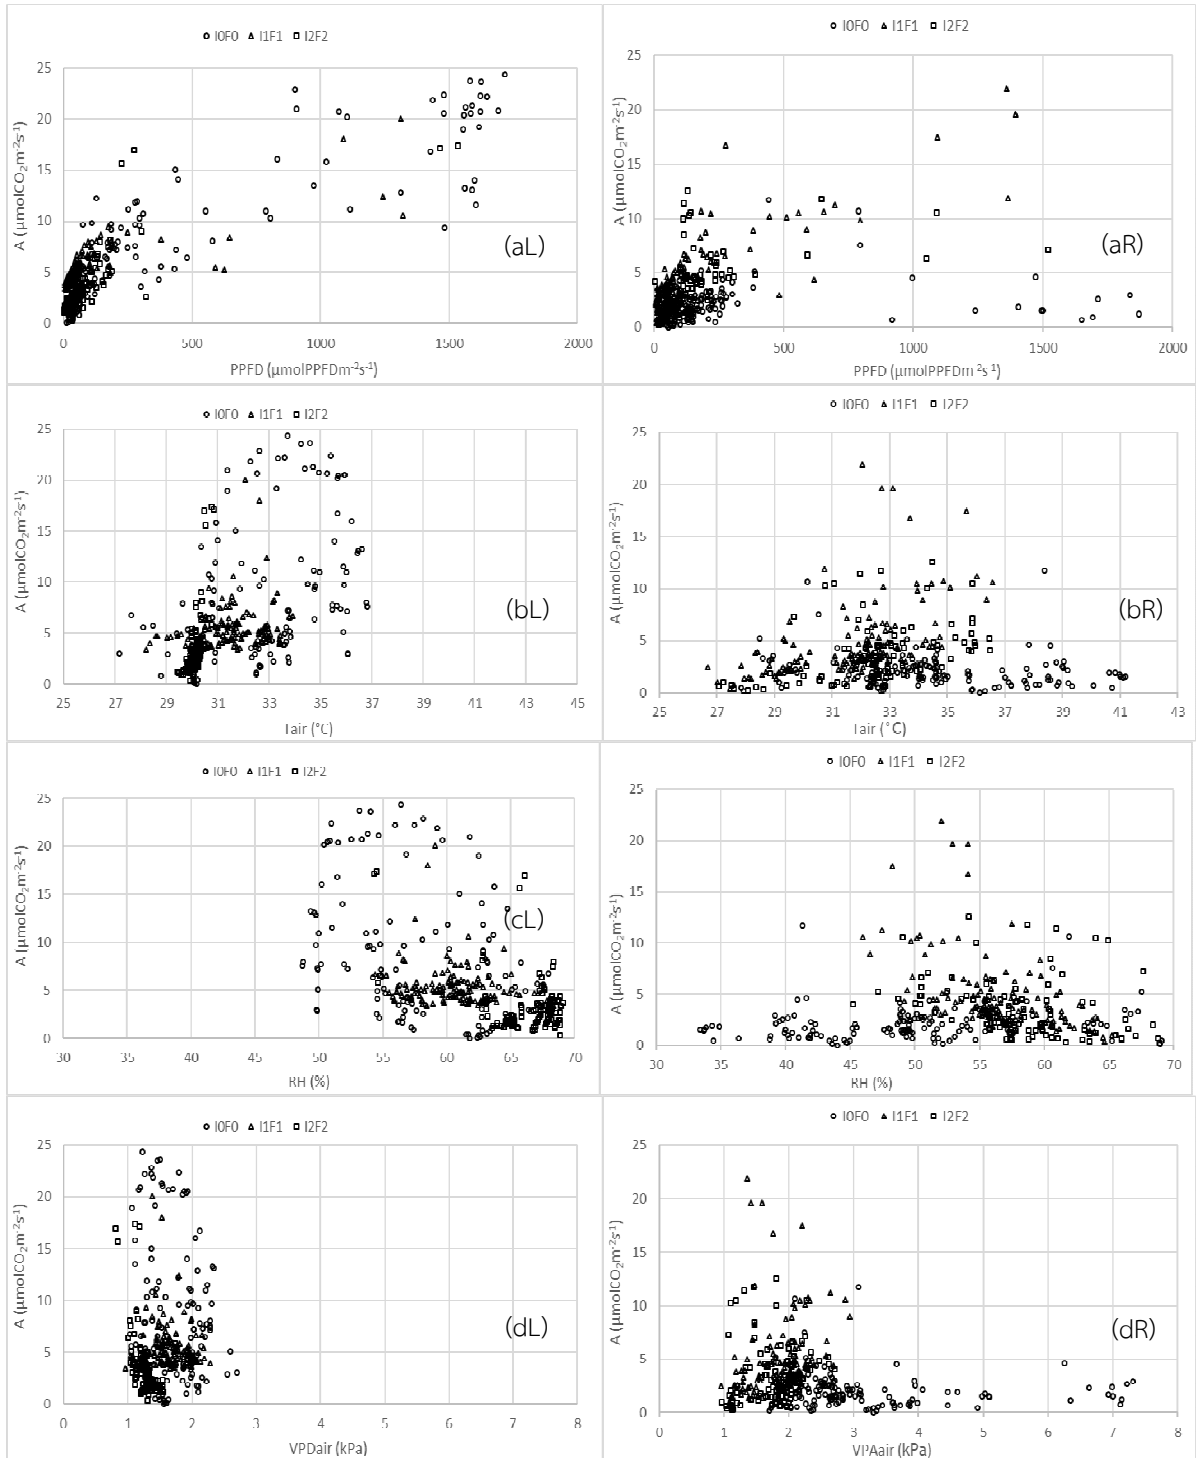 I0F0 I1F1 I2F2
25
20
15
10
5
0
A (μmolCO₂m⁻²s⁻¹)
(aL)
0 500 1000 1500 2000
PPFD (μmolPPFDm⁻²s⁻¹)
I0F0 I1F1 I2F2
25
20
15
10
5
0
A (μmolCO₂m⁻²s⁻¹)
(aR)
0 500 1000 1500 2000
PPFD (μmolPPFDm⁻²s⁻¹)
I0F0 I1F1 I2F2
25
20
15
10
5
0
A (μmolCO₂m⁻²s⁻¹)
(bL)
25 27 29 31 33 35 37 39 41 43 45
Tair (°C)
I0F0 I1F1 I2F2
25
20
15
10
5
0
A (μmolCO₂m⁻²s⁻¹)
(bR)
25 27 29 31 33 35 37 39 41 43
Tair (°C)
I0F0 I1F1 I2F2
25
20
15
10
5
0
A (μmolCO₂m⁻²s⁻¹)
(cL)
30 35 40 45 50 55 60 65 70
RH (%)
I0F0 I1F1 I2F2
25
20
15
10
5
0
A (μmolCO₂m⁻²s⁻¹)
30 35 40 45 50 55 60 65 70
RH (%)
I0F0 I1F1 I2F2
25
20
15
10
5
0
A (μmolCO₂m⁻²s⁻¹)
(dL)
0 1 2 3 4 5 6 7 8
VPDair (kPa)
I0F0 I1F1 I2F2
25
20
15
10
5
0
A (μmolCO₂m⁻²s⁻¹)
(dR)
0 1 2 3 4 5 6 7 8
(kPa)